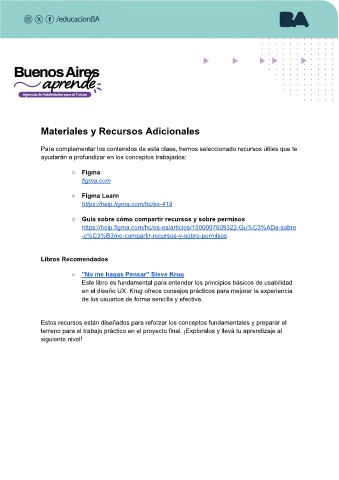 /educacionBA
BA
Buenos Aires
aprende
Agencia de Habilidades para el Futuro
Materiales y Recursos Adicionales
Para complementar los contenidos de esta clase, hemos seleccionado recursos útiles que te
ayudarán a profundizar en los conceptos trabajados:
○ Figma
figma.com
○ Figma Learn
https://help.figma.com/hc/es-419
○ Guía sobre cómo compartir recursos y sobre permisos
https://help.figma.com/hc/es-es/articles/1500007609322-Gu%C3%ADa-sobre
-c%C3%B3mo-compartir-recursos-y-sobre-permisos
Libros Recomendados
○ "No me hagas Pensar" Steve Krug
Este libro es fundamental para entender los principios básicos de usabilidad
en el diseño UX. Krug ofrece consejos prácticos para mejorar la experiencia
de los usuarios de forma sencilla y efectiva.
Estos recursos están diseñados para reforzar los conceptos fundamentales y preparar el
terreno para el trabajo práctico en el proyecto final. ¡Exploralos y llevá tu aprendizaje al
siguiente nivel!